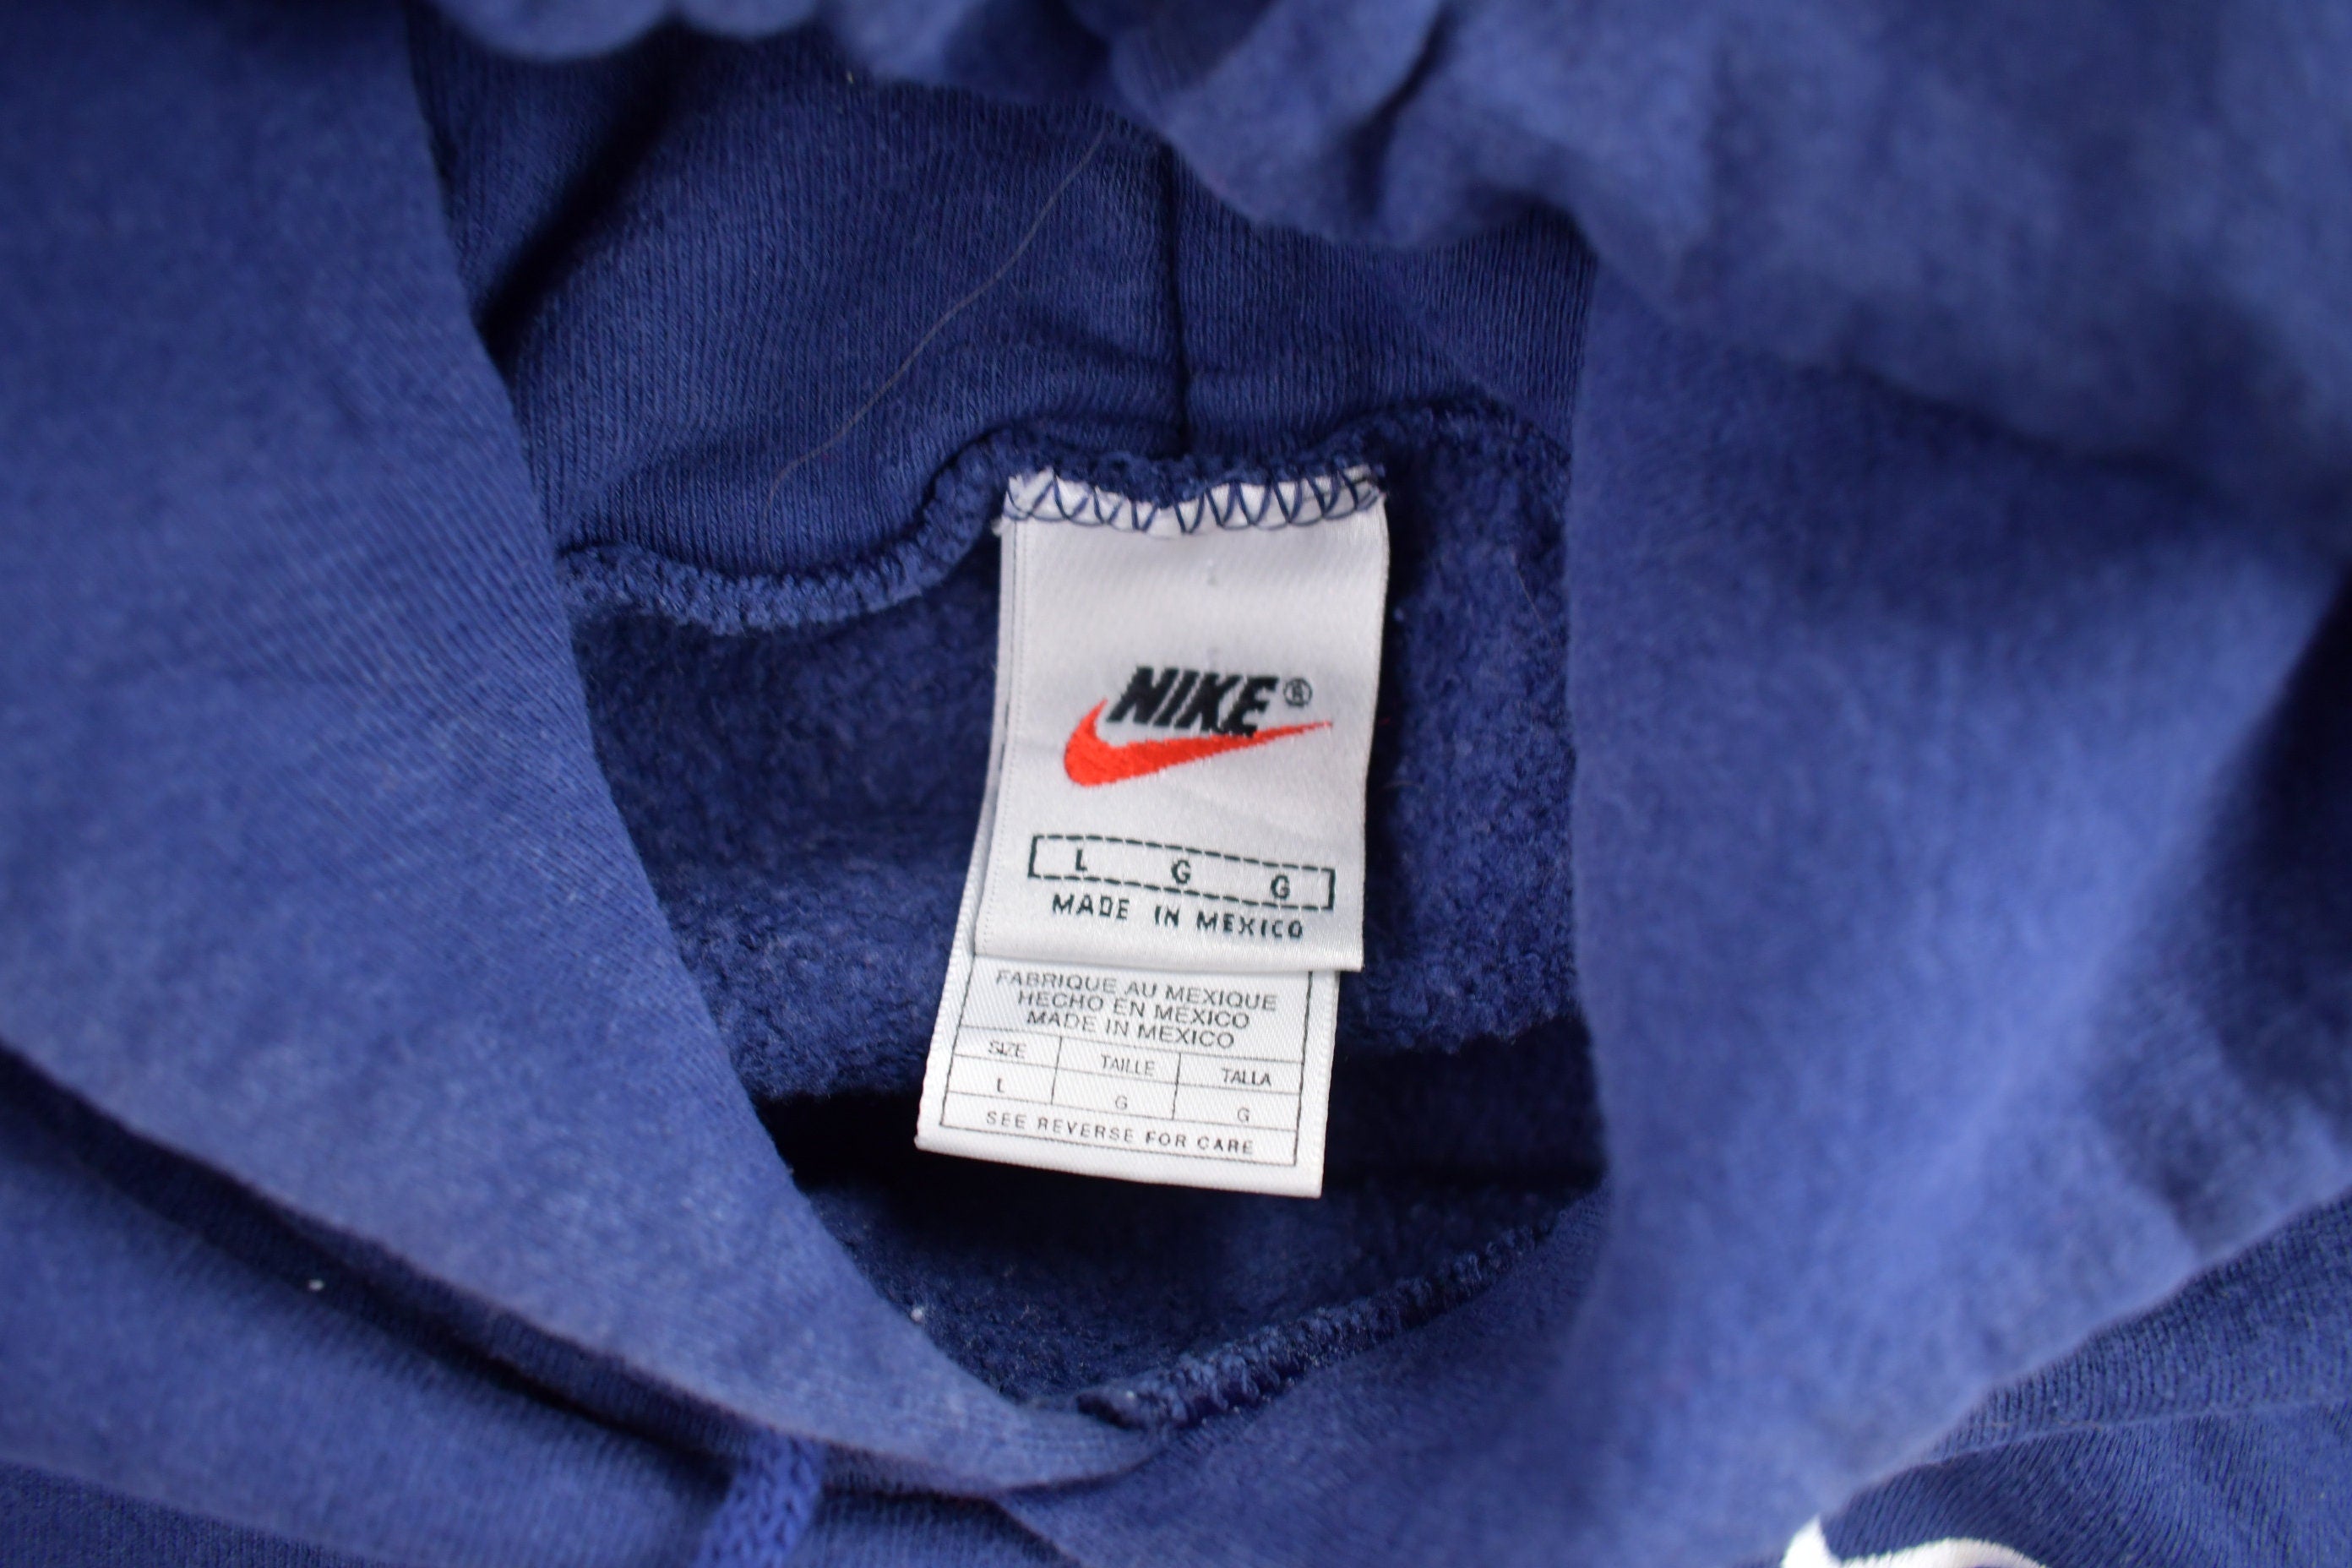 NIKE®
L G G
MADE IN MEXICO
FABRIQUE AU MEXIQUE
HECHO EN MÉXICO
MADE IN MEXICO
SIZE TAILLE TALLA
L G G
SEE REVERSE FOR CARE